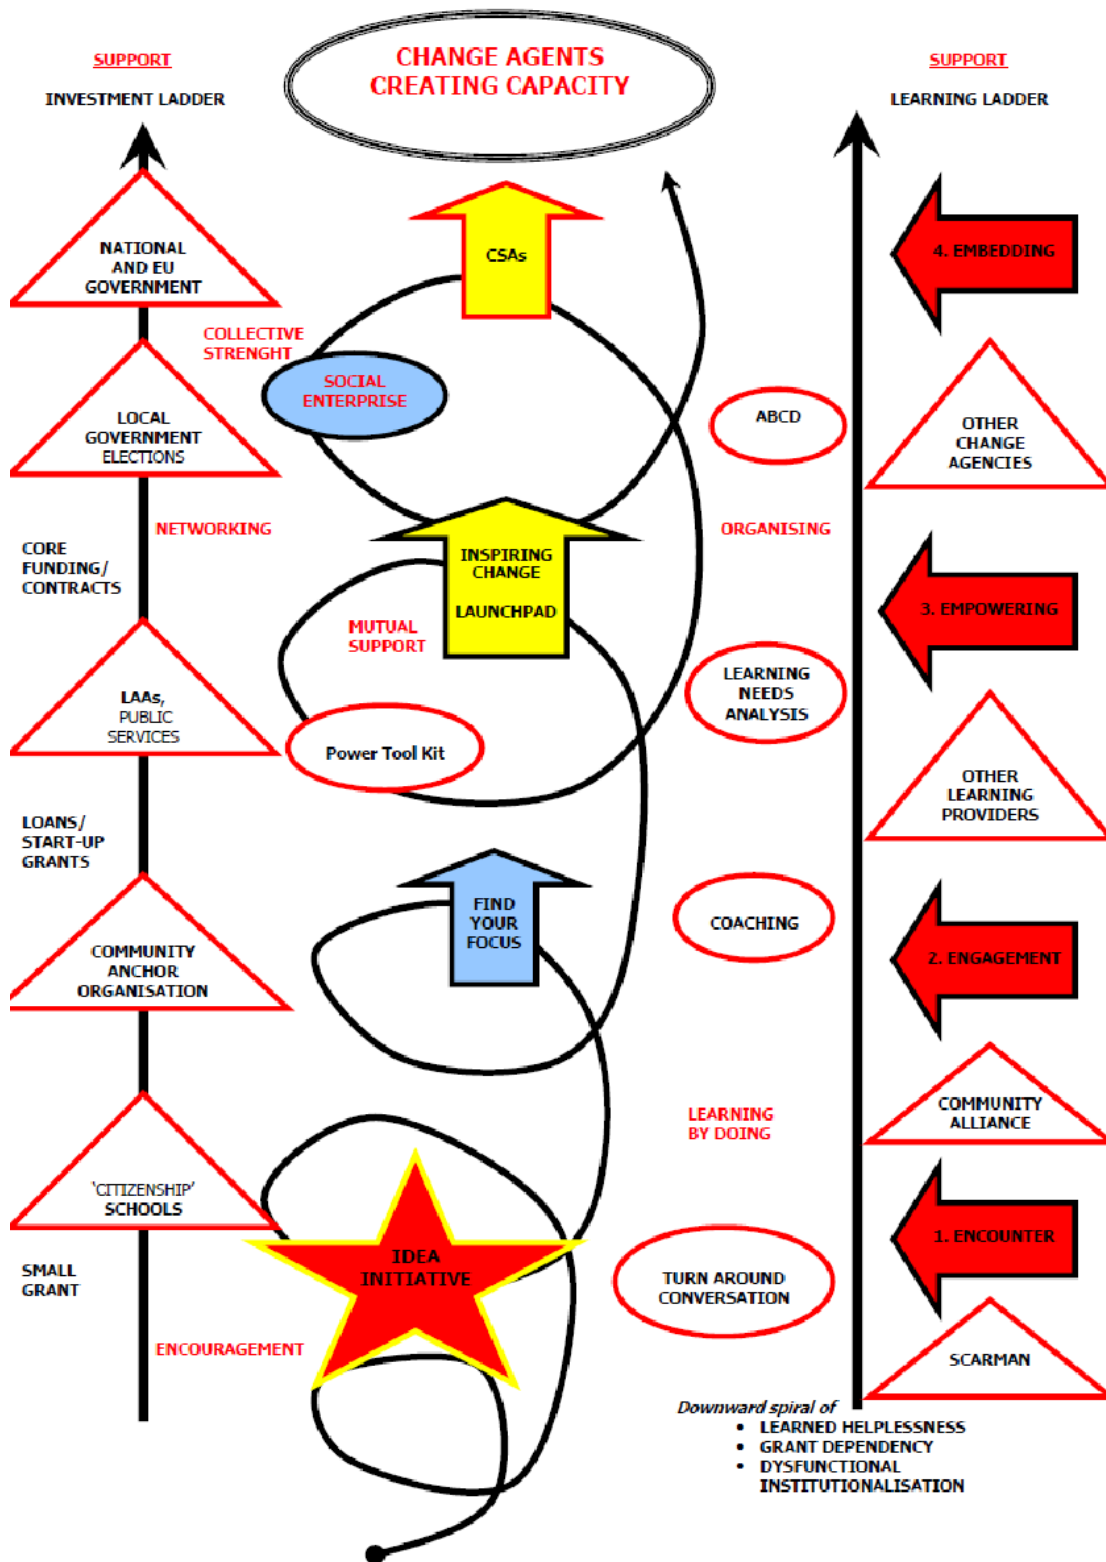 CHANGE AGENTS
CREATING CAPACITY
SUPPORT
INVESTMENT LADDER
SUPPORT
LEARNING LADDER
NATIONAL
AND EU
GOVERNMENT
CSAs
4. EMBEDDING
COLLECTIVE
STRENGHT
SOCIAL
ENTERPRISE
LOCAL
GOVERNMENT
ELECTIONS
ABCD
OTHER
CHANGE
AGENCIES
NETWORKING
ORGANISING
CORE
FUNDING/
CONTRACTS
INSPIRING
CHANGE
LAUNCHPAD
3. EMPOWERING
MUTUAL
SUPPORT
LAAs,
PUBLIC
SERVICES
LEARNING
NEEDS
ANALYSIS
Power Tool Kit
OTHER
LEARNING
PROVIDERS
LOANS/
START-UP
GRANTS
FIND
YOUR
FOCUS
COACHING
COMMUNITY
ANCHOR
ORGANISATION
2. ENGAGEMENT
LEARNING
BY DOING
COMMUNITY
ALLIANCE
‘CITIZENSHIP’
SCHOOLS
1. ENCOUNTER
IDEA
INITIATIVE
SMALL
GRANT
TURN AROUND
CONVERSATION
ENCOURAGEMENT
SCARMAN
Downward spiral of
• LEARNED HELPLESSNESS
• GRANT DEPENDENCY
• DYSFUNCTIONAL
INSTITUTIONALISATION